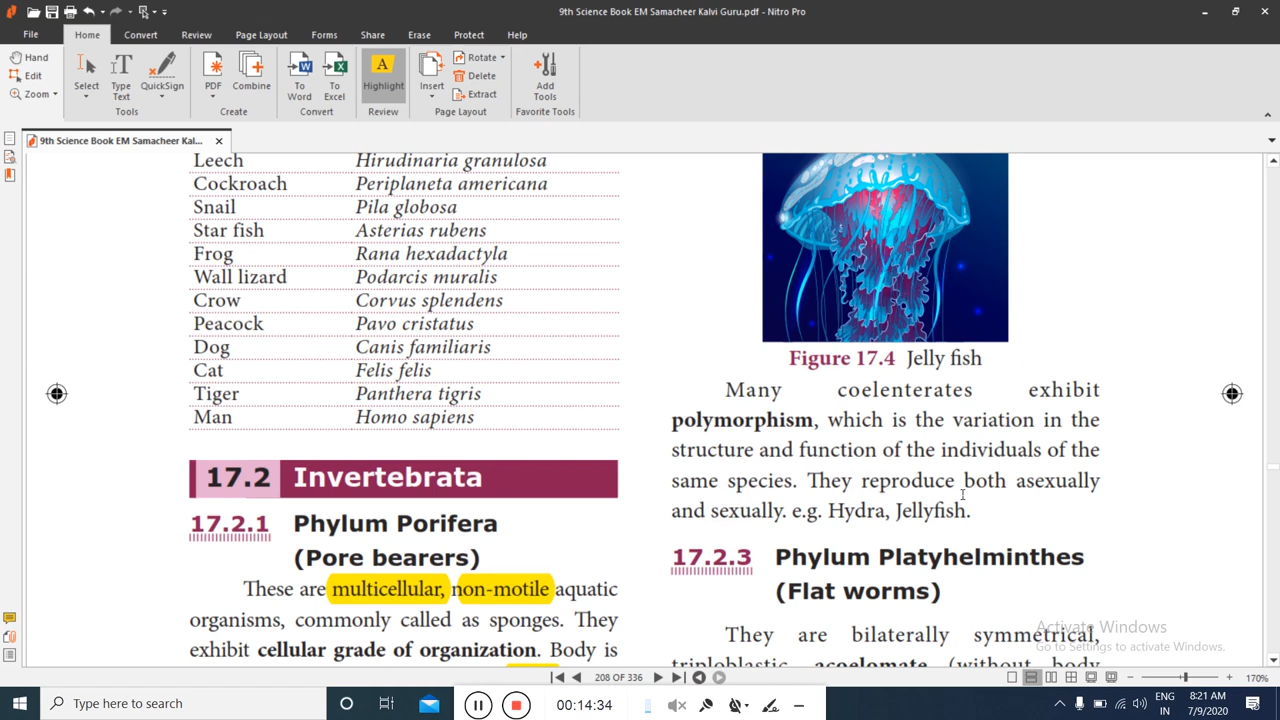 9th Science Book EM Samacheer Kalvi Guru.pdf - Nitro Pro
File Home Convert Review Page Layout Forms Share Erase Protect Help
Hand
Edit
Zoom
Select
Type Text
QuickSign
Tools
PDF
Combine
Create
To Word
To Excel
Convert
Highlight
Review
Insert
Rotate
Delete
Extract
Page Layout
Add Tools
Favorite Tools
9th Science Book EM Samacheer Kal...
Leech Hirudinaria granulosa
Cockroach Periplaneta americana
Snail Pila globosa
Star fish Asterias rubens
Frog Rana hexadactyla
Wall lizard Podarcis muralis
Crow Corvus splendens
Peacock Pavo cristatus
Dog Canis familiaris
Cat Felis felis
Tiger Panthera tigris
Man Homo sapiens
17.2 Invertebrata
17.2.1 Phylum Porifera
(Pore bearers)
These are multicellular, non-motile aquatic
organisms, commonly called as sponges. They
exhibit cellular grade of organization. Body is
Figure 17.4 Jelly fish
Many coelenterates exhibit
polymorphism, which is the variation in the
structure and function of the individuals of the
same species. They reproduce both asexually
and sexually. e.g. Hydra, Jellyfish.
17.2.3 Phylum Platyhelminthes
(Flat worms)
They are bilaterally symmetrical,
triploblastic, acoelomate (without body
Activate Windows
Go to Settings to activate Windows.
208 OF 336
170%
Type here to search
00:14:34
ENG
IN
8:21 AM
7/9/2020